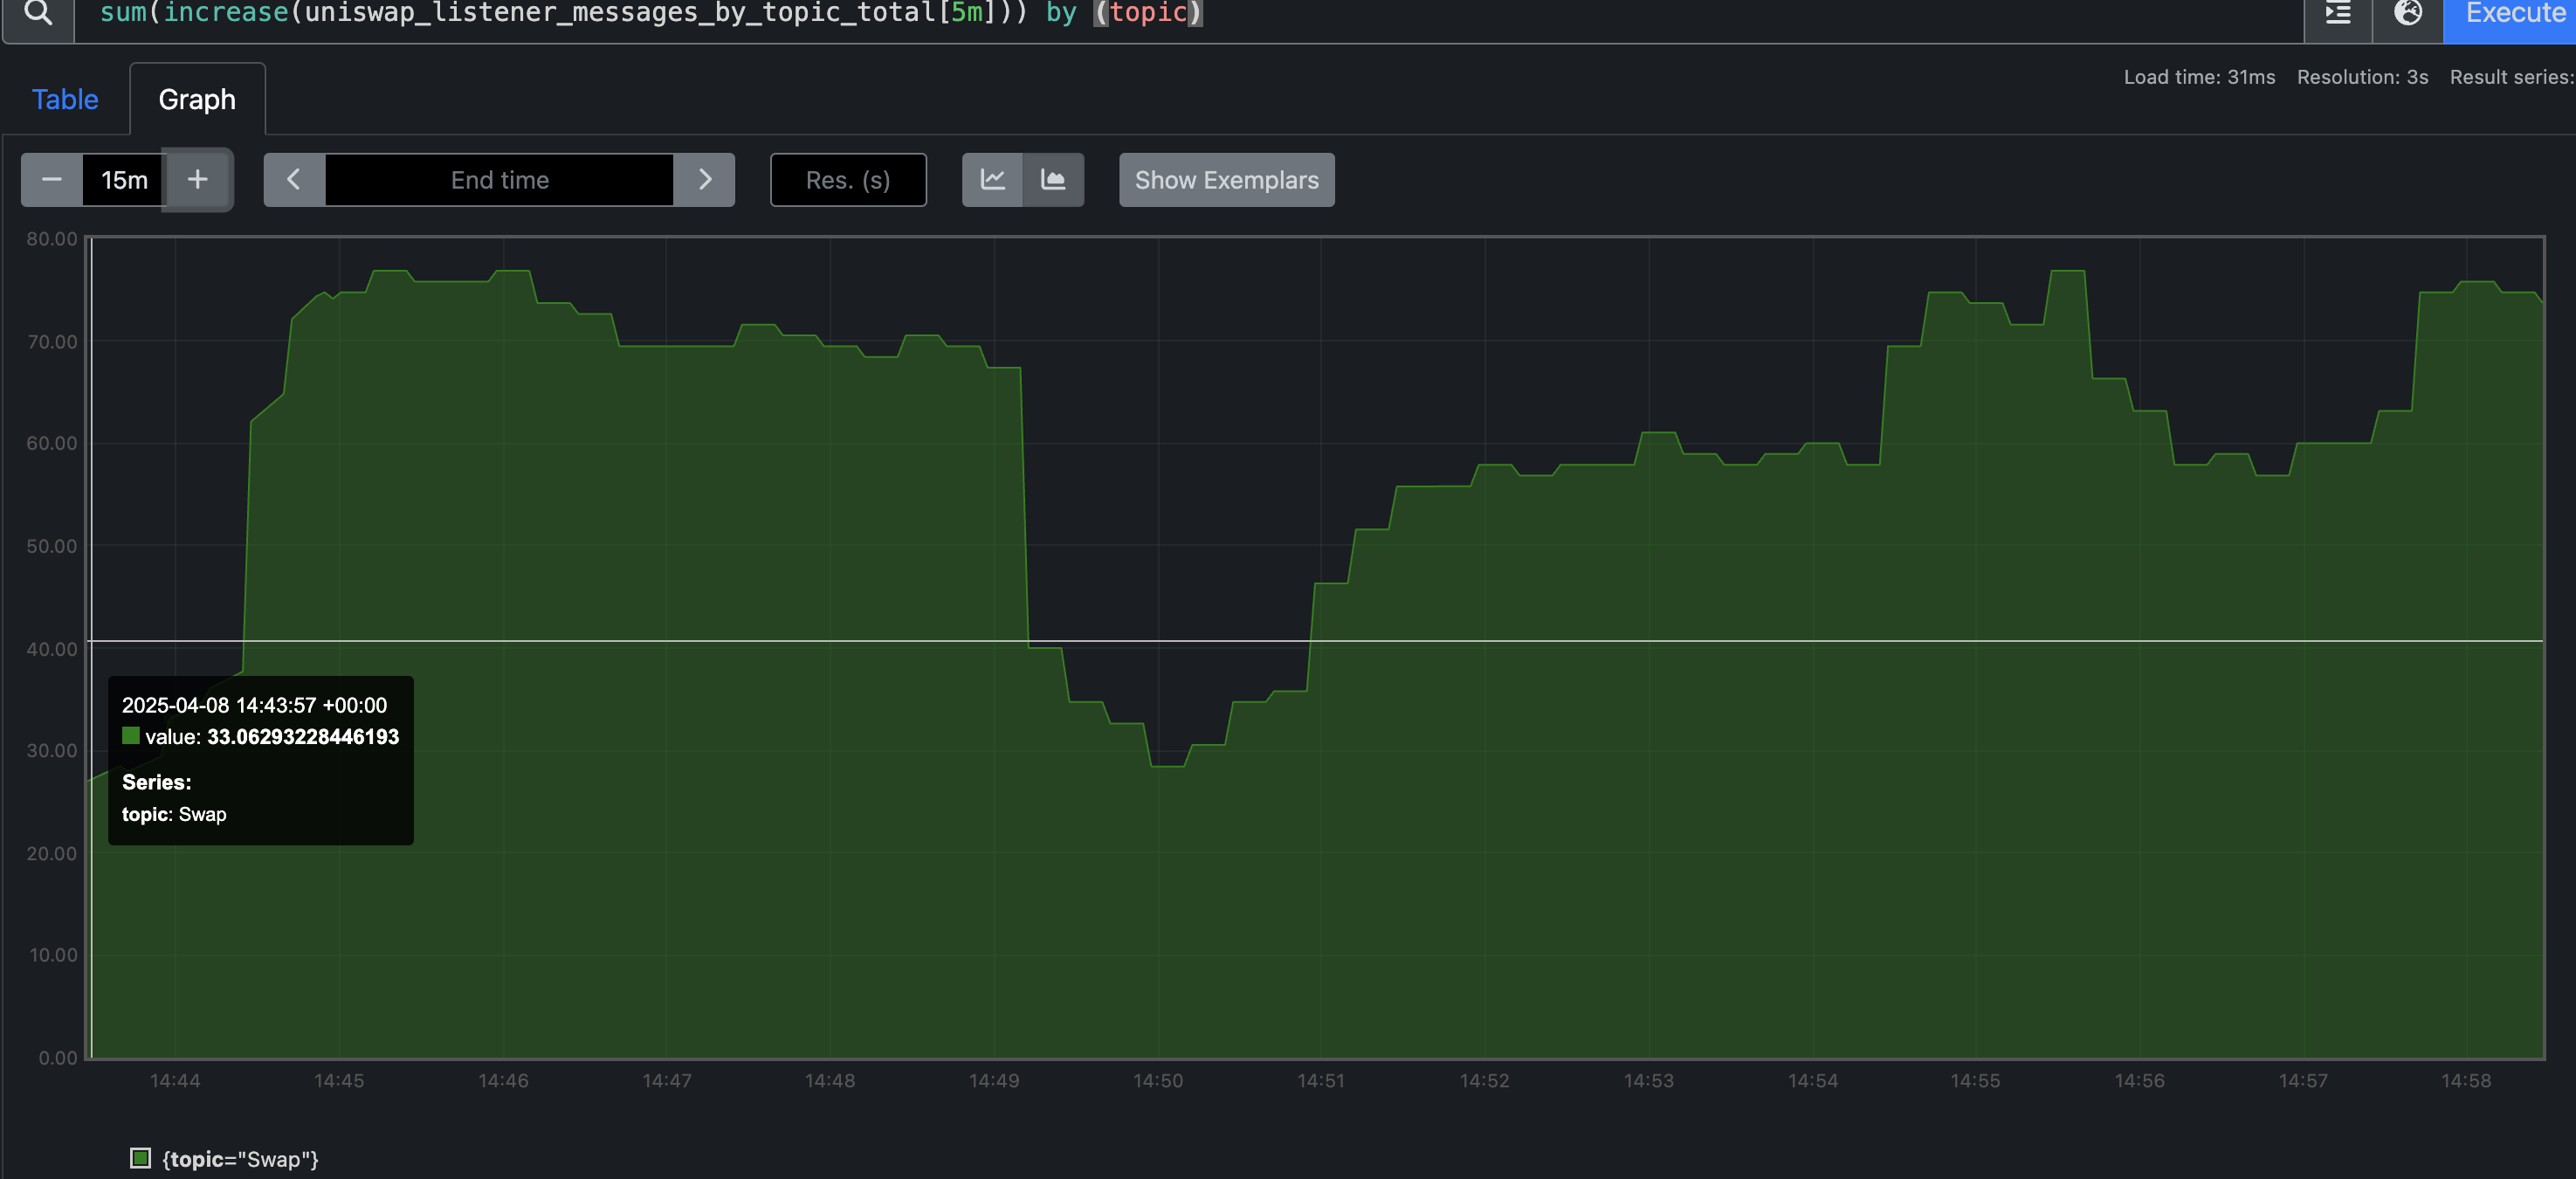 sum(increase(uniswap_listener_messages_by_topic_total[5m])) by (topic)
Execute
Table
Graph
Load time: 31ms Resolution: 3s Result series:
15m
End time
Res. (s)
Show Exemplars
80.00
70.00
60.00
50.00
40.00
30.00
20.00
10.00
0.00
2025-04-08 14:43:57 +00:00
value: 33.06293228446193
Series:
topic: Swap
14:44 14:45 14:46 14:47 14:48 14:49 14:50 14:51 14:52 14:53 14:54 14:55 14:56 14:57 14:58
{topic="Swap"}